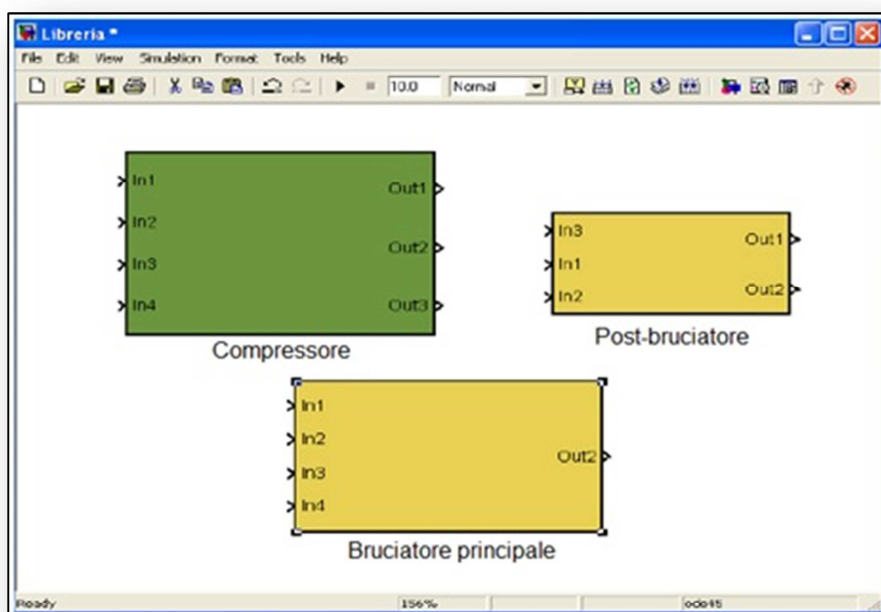 Libreria *
File Edit View Simulation Format Tools Help
10.0 Normal
In1
In2
In3
In4
Out1
Out2
Out3
Compressore
In3
In1
In2
Out1
Out2
Post-bruciatore
In1
In2
In3
In4
Out2
Bruciatore principale
Ready 156% ode45